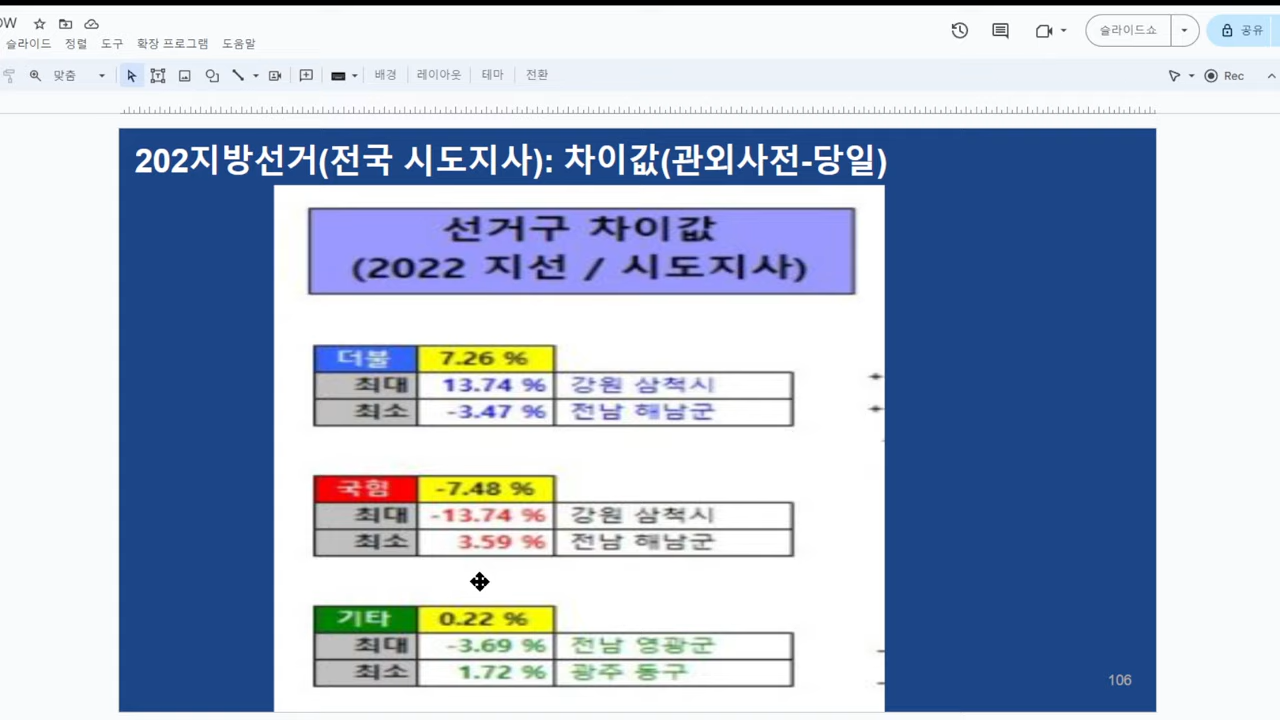 OW
슬라이드 정렬 도구 확장 프로그램 도움말
슬라이드쇼
공유
맞춤
배경 레이아웃 테마 전환
Rec
202지방선거(전국 시도지사): 차이값(관외사전-당일)
선거구 차이값
(2022 지선 / 시도지사)
더불 7.26 %
최대 13.74 % 강원 삼척시
최소 -3.47 % 전남 해남군
국힘 -7.48 %
최대 -13.74 % 강원 삼척시
최소 3.59 % 전남 해남군
기타 0.22 %
최대 -3.69 % 전남 영광군
최소 1.72 % 광주 동구
106